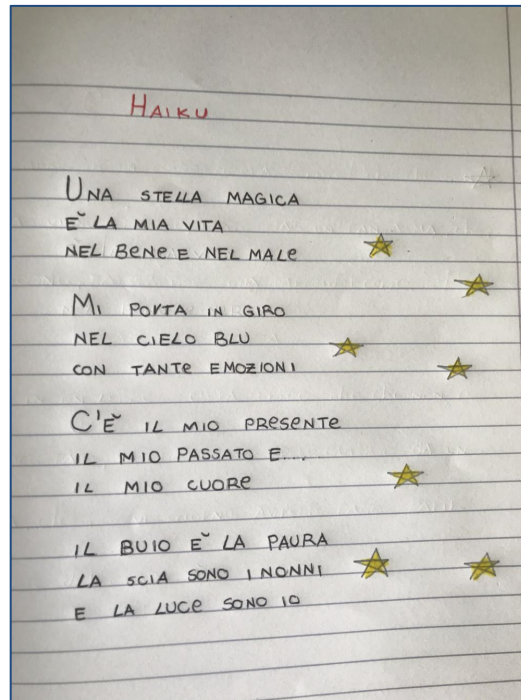 HAIKU
UNA STELLA MAGICA
E˘ LA MIA VITA
NEL BENE E NEL MALE
MI PORTA IN GIRO
NEL CIELO BLU
CON TANTE EMOZIONI
C'E˘ IL MIO PRESENTE
IL MIO PASSATO E...
IL MIO CUORE
IL BUIO E˘ LA PAURA
LA SCIA SONO I NONNI
E LA LUCE SONO IO